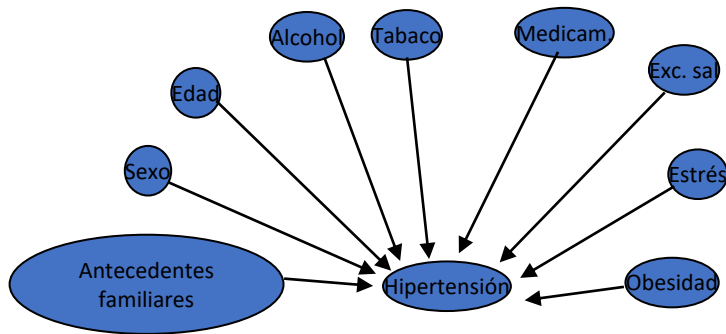 Alcohol
Tabaco
Medicam.
Exc. sal
Edad
Sexo
Estrés
Antecedentes
familiares
Hipertensión
Obesidad